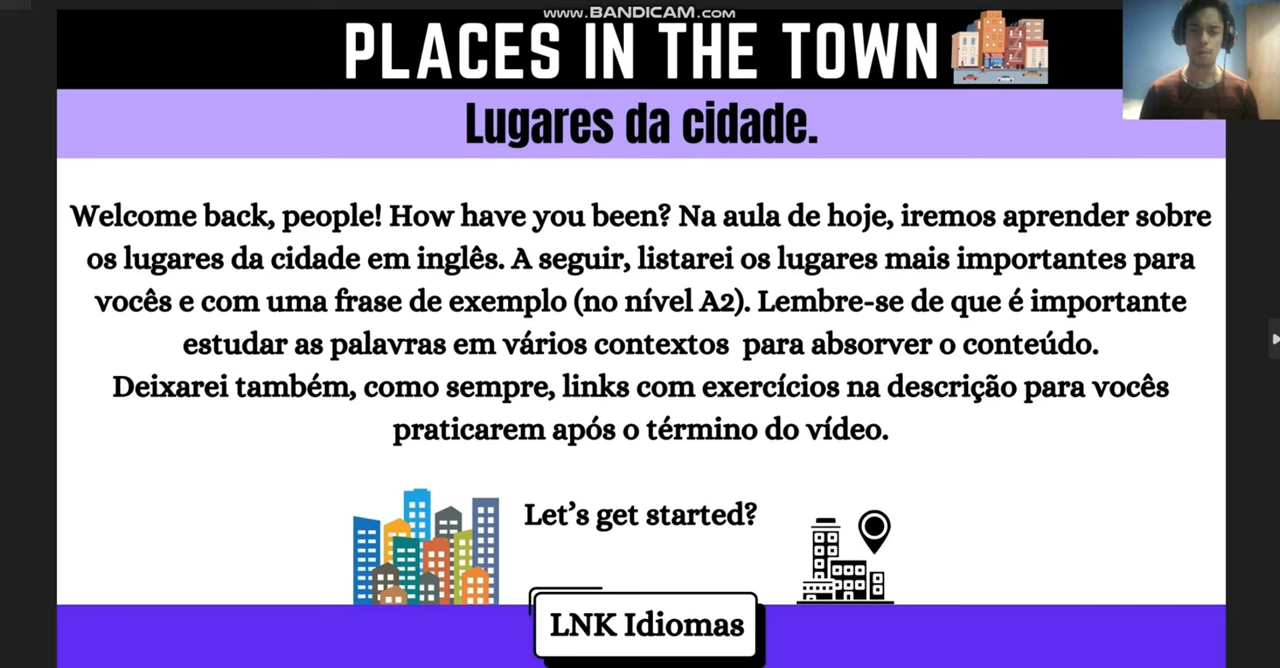 www.BANDICAM.com
PLACES IN THE TOWN
Lugares da cidade.
Welcome back, people! How have you been? Na aula de hoje, iremos aprender sobre
os lugares da cidade em inglês. A seguir, listarei os lugares mais importantes para
vocês e com uma frase de exemplo (no nível A2). Lembre-se de que é importante
estudar as palavras em vários contextos para absorver o conteúdo.
Deixarei também, como sempre, links com exercícios na descrição para vocês
praticarem após o término do vídeo.
Let’s get started?
LNK Idiomas